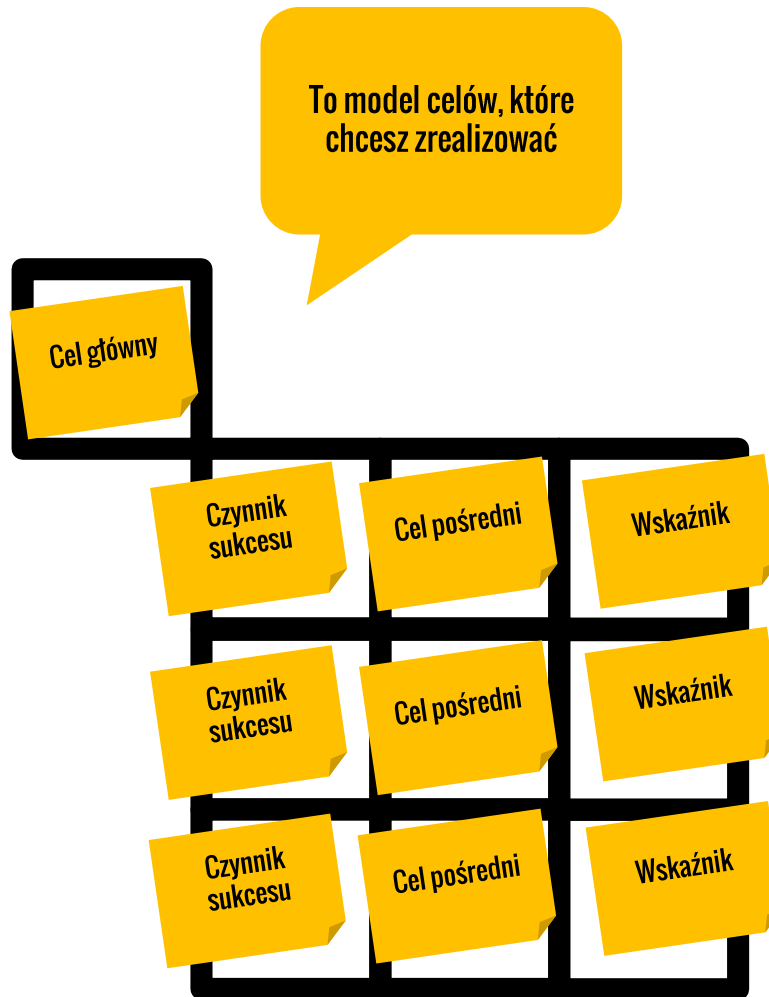 To model celów, które
chcesz zrealizować
Cel główny
Czynnik
sukcesu
Cel pośredni
Wskaźnik
Czynnik
sukcesu
Cel pośredni
Wskaźnik
Czynnik
sukcesu
Cel pośredni
Wskaźnik